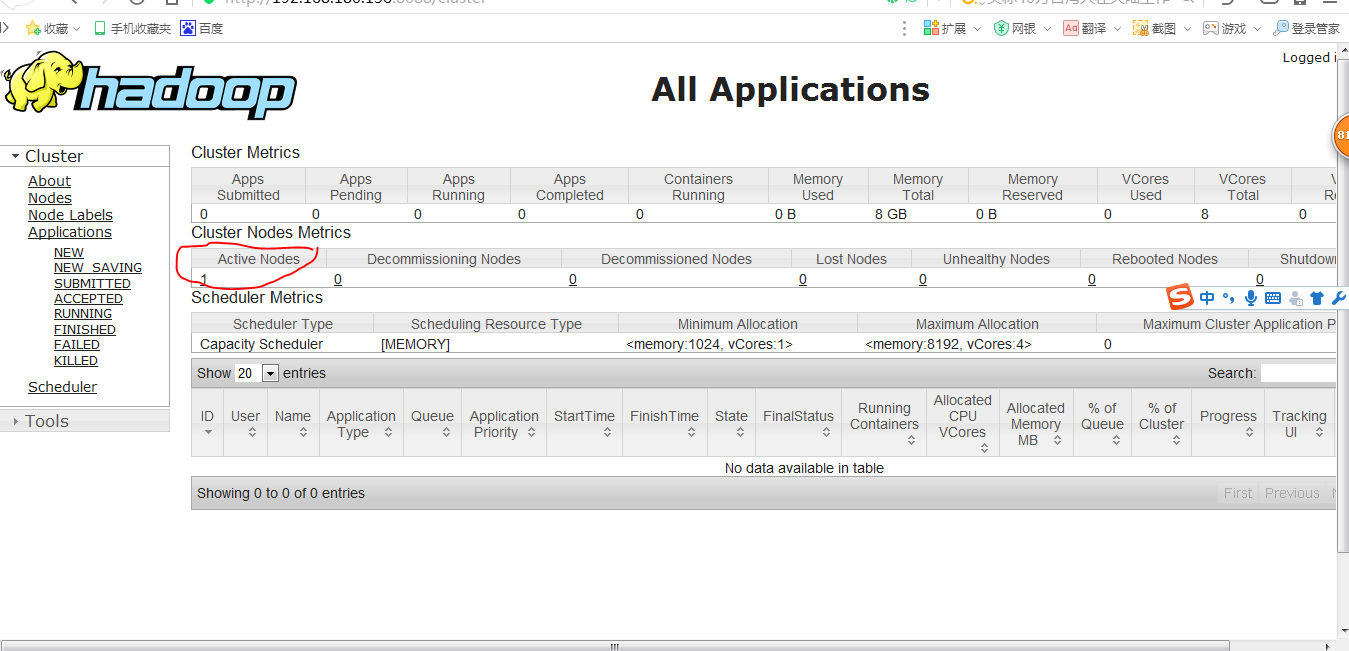 收藏 手机收藏夹 百度 扩展 网银 Aa 翻译 截图 游戏 登录管家
Logged i
hadoop
All Applications
81
Cluster
About
Nodes
Node Labels
Applications
NEW
NEW_SAVING
SUBMITTED
ACCEPTED
RUNNING
FINISHED
FAILED
KILLED
Scheduler
Tools
Cluster Metrics
Apps Submitted Apps Pending Apps Running Apps Completed Containers Running Memory Used Memory Total Memory Reserved VCores Used VCores Total
0 0 0 0 0 0 B 8 GB 0 B 0 8 0
Cluster Nodes Metrics
Active Nodes Decommissioning Nodes Decommissioned Nodes Lost Nodes Unhealthy Nodes Rebooted Nodes Shutdow
1 0 0 0 0 0 0
S 中
Scheduler Metrics
Scheduler Type Scheduling Resource Type Minimum Allocation Maximum Allocation Maximum Cluster Application P
Capacity Scheduler [MEMORY] <memory:1024, vCores:1> <memory:8192, vCores:4> 0
Show 20 entries Search:
ID User Name Application Type Queue Application Priority StartTime FinishTime State FinalStatus Running Containers Allocated CPU VCores Allocated Memory MB % of Queue % of Cluster Progress Tracking UI
No data available in table
Showing 0 to 0 of 0 entries First Previous